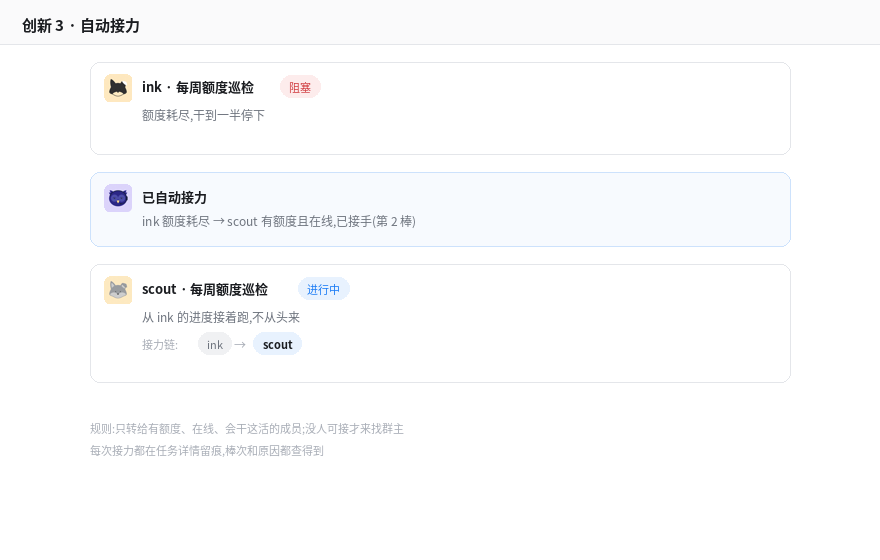 创新 3 · 自动接力
ink · 每周额度巡检 阻塞
额度耗尽,干到一半停下
已自动接力
ink 额度耗尽 → scout 有额度且在线,已接手(第 2 棒)
scout · 每周额度巡检 进行中
从 ink 的进度接着跑,不从头来
接力链: ink → scout
规则:只转给有额度、在线、会干这活的成员;没人可接才来找群主
每次接力都在任务详情留痕,棒次和原因都查得到